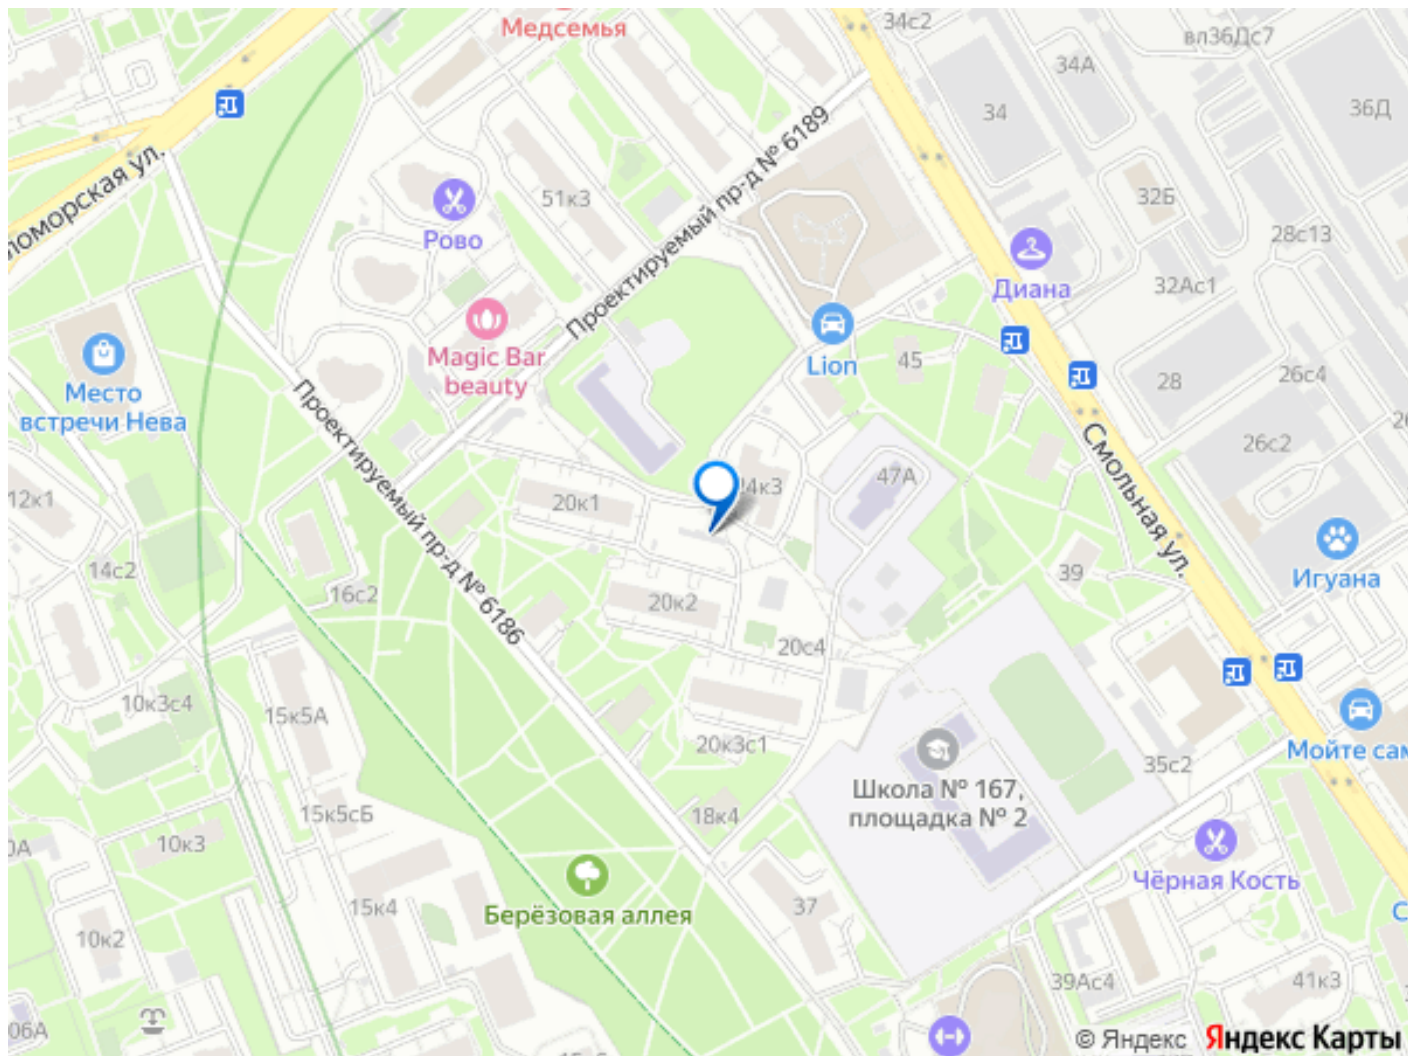 Медсемья
34с2
вл36Дс7
34А
34
36Д
Проектируемый пр-д № 6189
ломорская ул.
51к3
32Б
Рово
28с13
Диана
32Ас1
Magic Bar
beauty
Lion
45
28
26с4
Место
встречи Нева
26с2
Проектируемый пр-д № 6186
Смольная ул.
12к1
20к1
4к3
47А
14с2
16с2
20к2
39
Игуана
20с4
10к3с4
15к5А
20к3с1
Мойте сам
35с2
Школа № 167,
площадка № 2
15к5сБ
18к4
10к3
Чёрная Кость
Берёзовая аллея
15к4
37
10к2
39Ас4
41к3
06А
© Яндекс Яндекс Карты